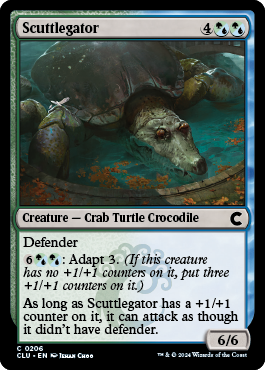 Scuttlegator 4
Creature — Crab Turtle Crocodile
Defender
6: Adapt 3. (If this creature
has no +1/+1 counters on it, put three
+1/+1 counters on it.)
As long as Scuttlegator has a +1/+1
counter on it, it can attack as though
it didn't have defender.
6/6
C 0206
CLU • EN Jehan Choo
™ & © 2024 Wizards of the Coast